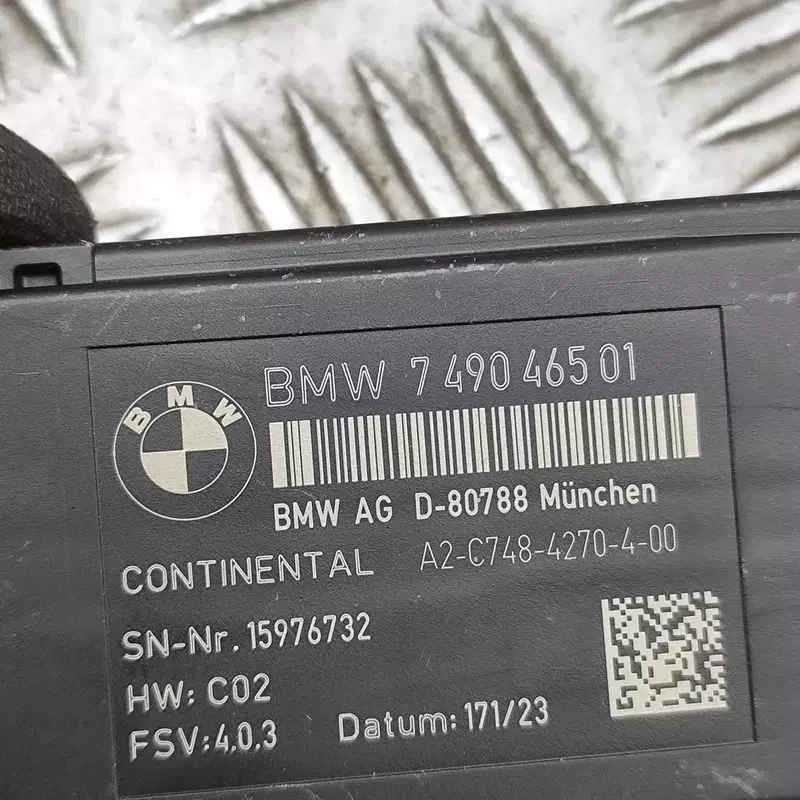 BMW 7 490 465 01
BMW
BMW AG D-80788 München
CONTINENTAL A2-C748-4270-4-00
SN-Nr. 15976732
HW: C02
FSV: 4.0.3 Datum: 171/23